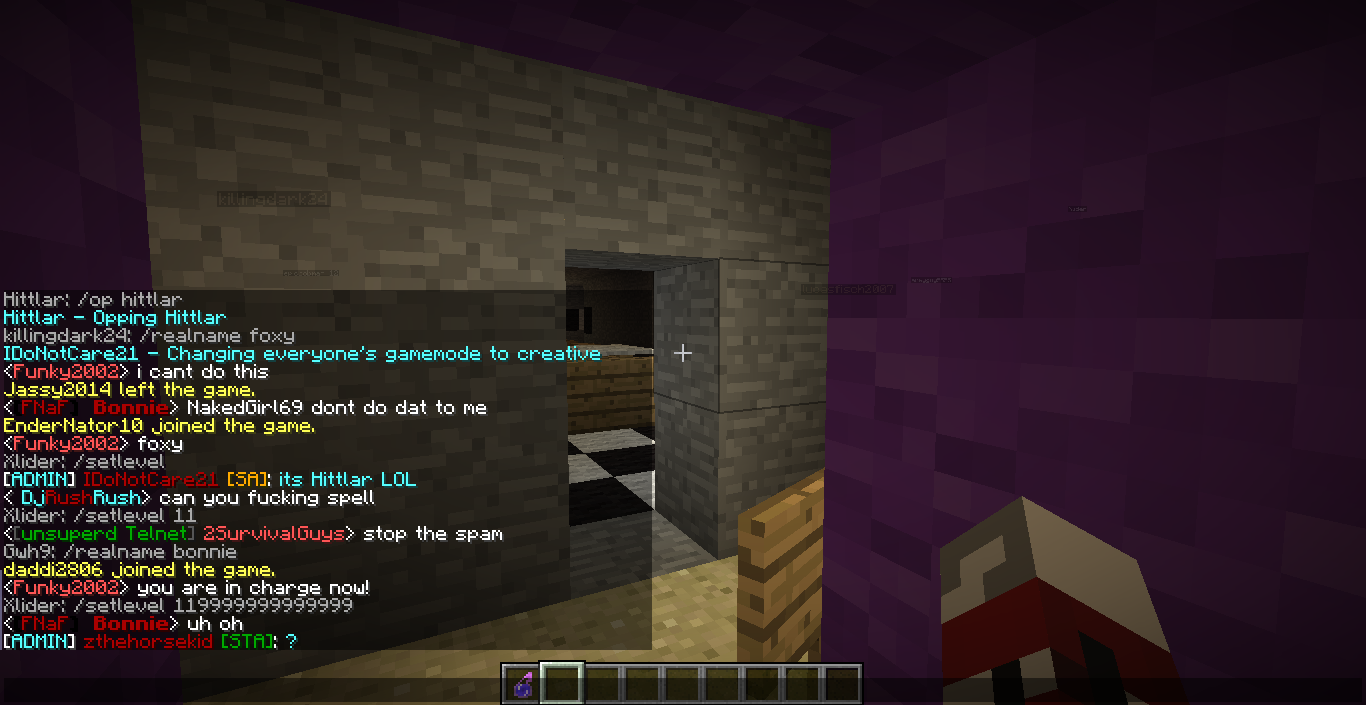 killingdark24
Hittlar: /op hittlar
Hittlar - Opping Hittlar
killingdark24: /realname foxy
IDoNotCare21 - Changing everyone's gamemode to creative
<Funky2002> i cant do this
Jassy2014 left the game.
< FNaF Bonnie> NakedGirl69 dont do dat to me
EnderNator10 joined the game.
<Funky2002> foxy
Xlider: /setlevel
[ADMIN] IDoNotCare21 [SA]: its Hittlar LOL
< DjRushRush> can you fucking spell
Xlider: /setlevel 11
<[unsuperd Telnet] 2SurvivalGuys> stop the spam
Gwh9: /realname bonnie
daddi2806 joined the game.
<Funky2002> you are in charge now!
Xlider: /setlevel 1199999999999999
< FNaF Bonnie> uh oh
[ADMIN] zthehorsekid [STA]: ?